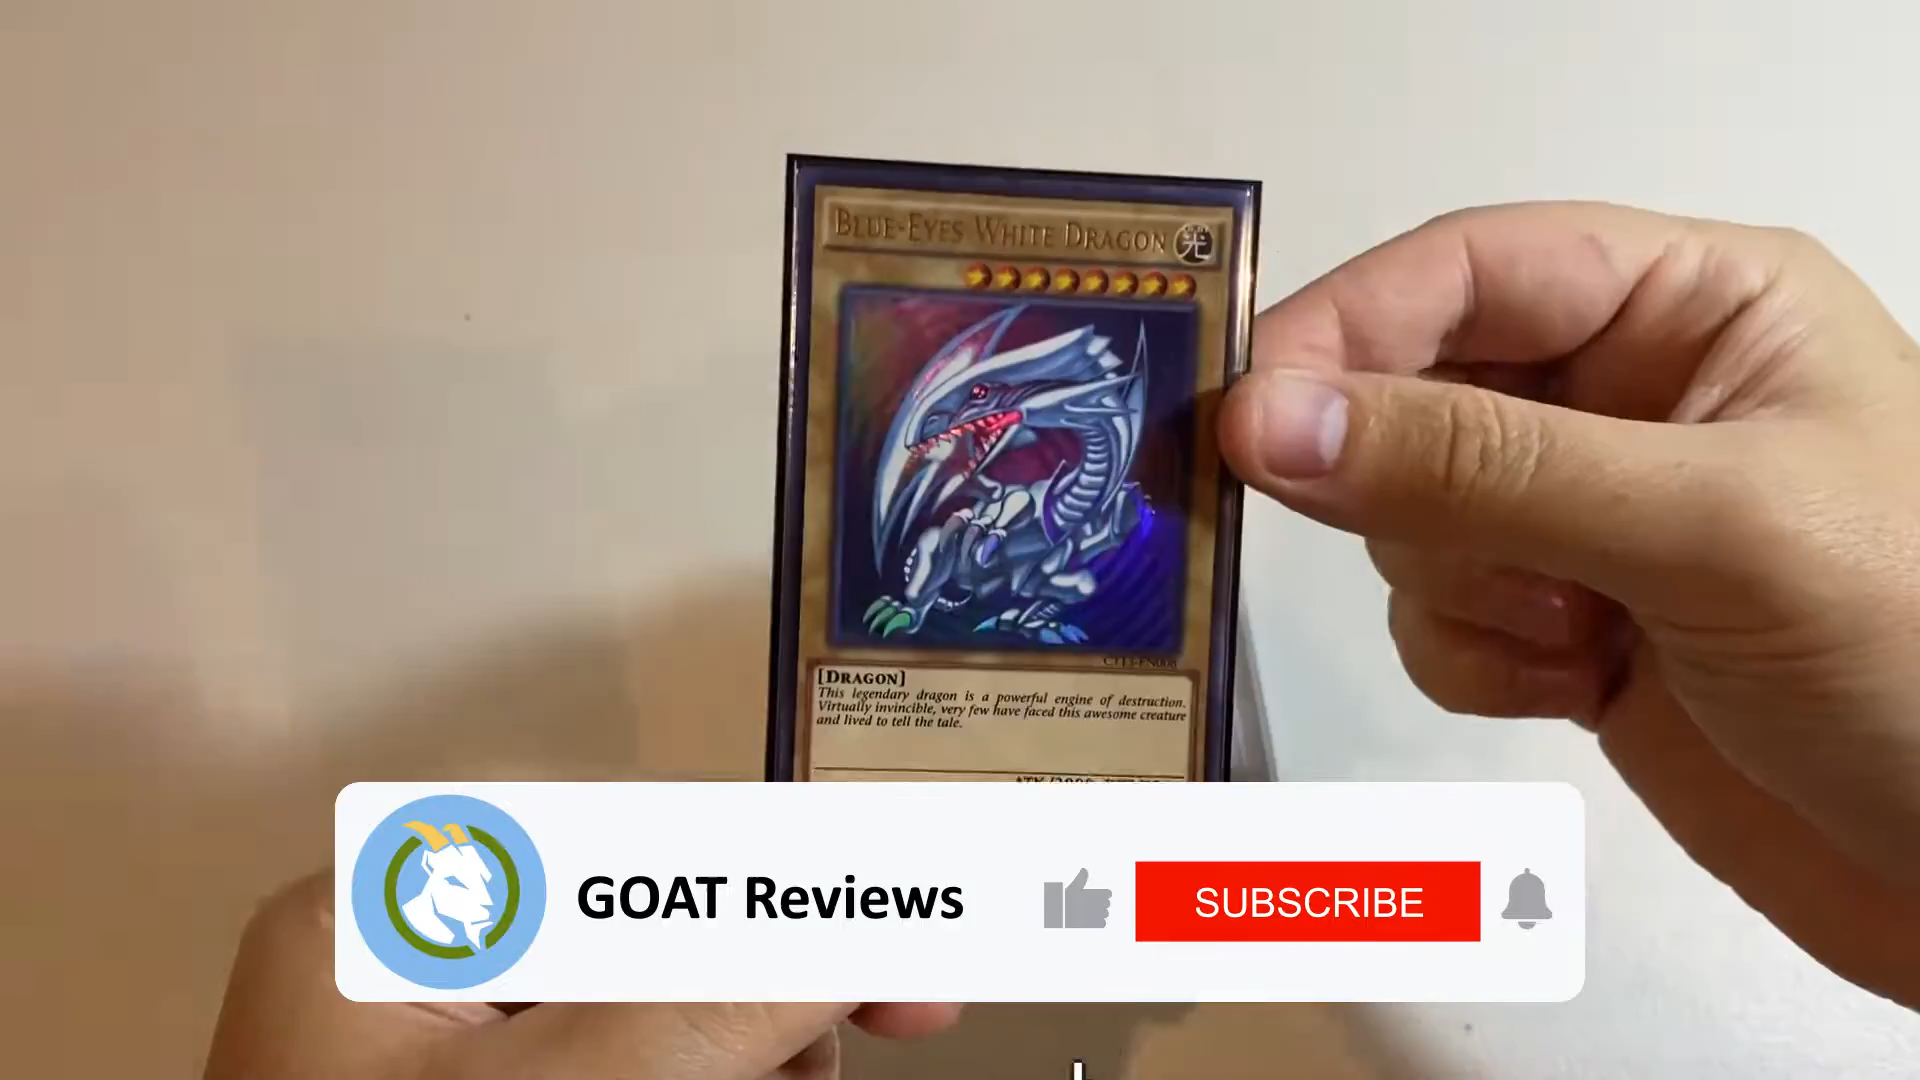 BLUE-EYES WHITE DRAGON
光
[DRAGON]
This legendary dragon is a powerful engine of destruction.
Virtually invincible, very few have faced this awesome creature
and lived to tell the tale.
GOAT Reviews
SUBSCRIBE